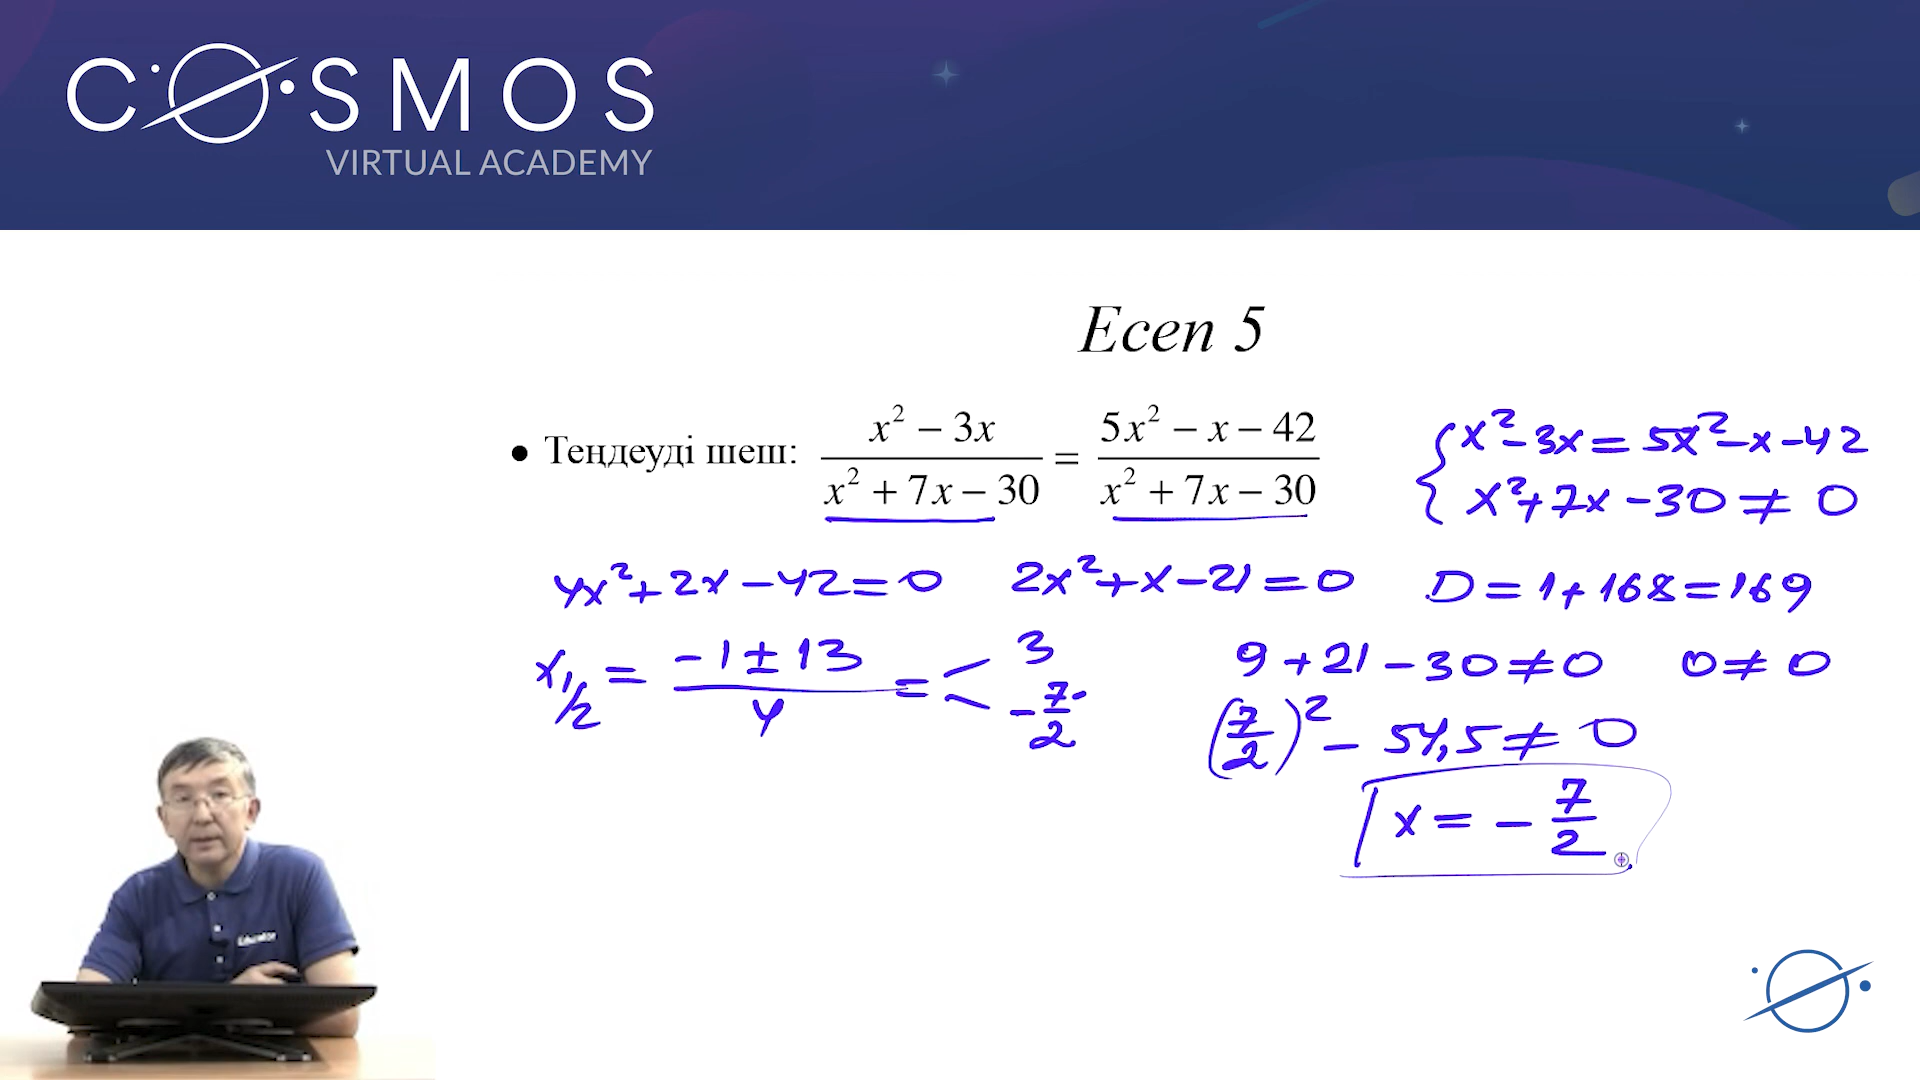 COSMOS
VIRTUAL ACADEMY
Есеп 5
• Теңдеуді шеш: (x² − 3x)/(x² + 7x − 30) = (5x² − x − 42)/(x² + 7x − 30)
{ x² − 3x = 5x² − x − 42
x² + 7x − 30 ≠ 0
4x² + 2x − 42 = 0 2x² + x − 21 = 0 D = 1 + 168 = 169
x₁/₂ = (−1 ± 13)/4 = < 3 −7/2
9 + 21 − 30 ≠ 0 0 ≠ 0
(7/2)² − 54,5 ≠ 0
x = −7/2.